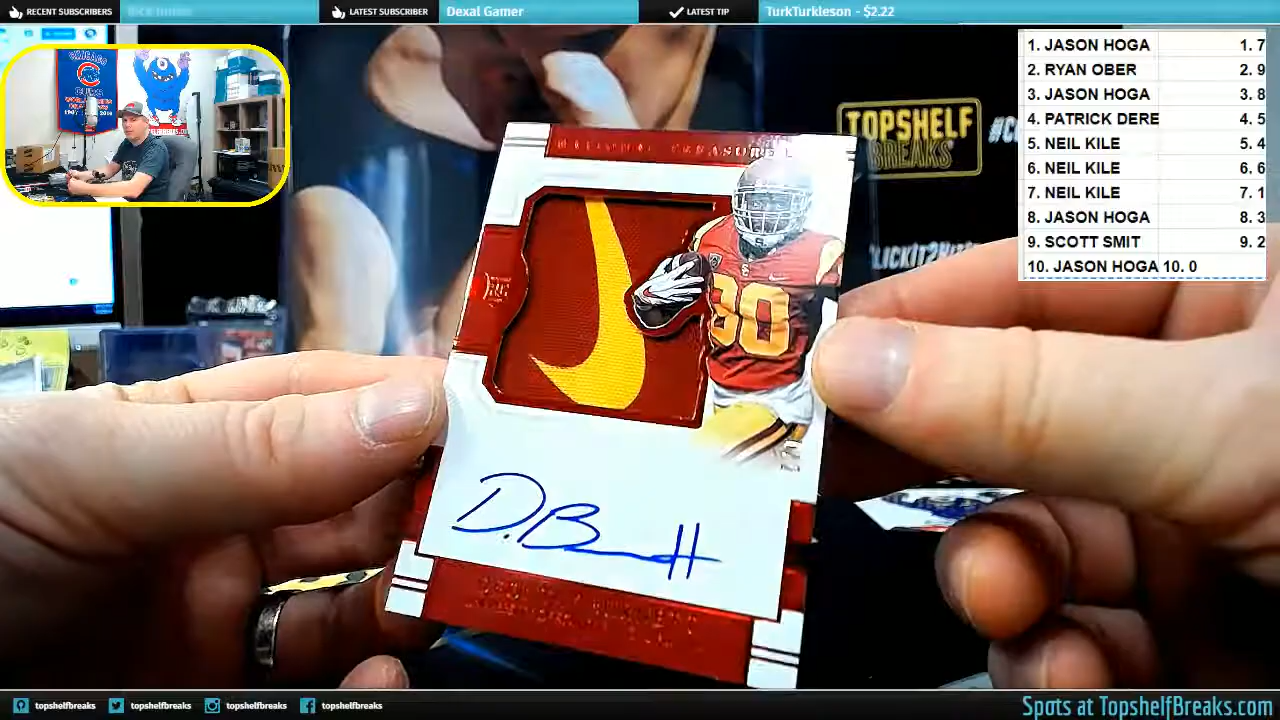 RECENT SUBSCRIBERS
LATEST SUBSCRIBER
Dexal Gamer
LATEST TIP
TurkTurkleson - $2.22
1. JASON HOGA 1. 7
2. RYAN OBER 2. 9
3. JASON HOGA 3. 8
4. PATRICK DERE 4. 5
5. NEIL KILE 5. 4
6. NEIL KILE 6. 6
7. NEIL KILE 7. 1
8. JASON HOGA 8. 3
9. SCOTT SMIT 9. 2
10. JASON HOGA 10. 0
CHICAGO
CUBS
TOPSHELF
BREAKS
80
topshelfbreaks
topshelfbreaks
topshelfbreaks
topshelfbreaks
Spots at TopshelfBreaks.com